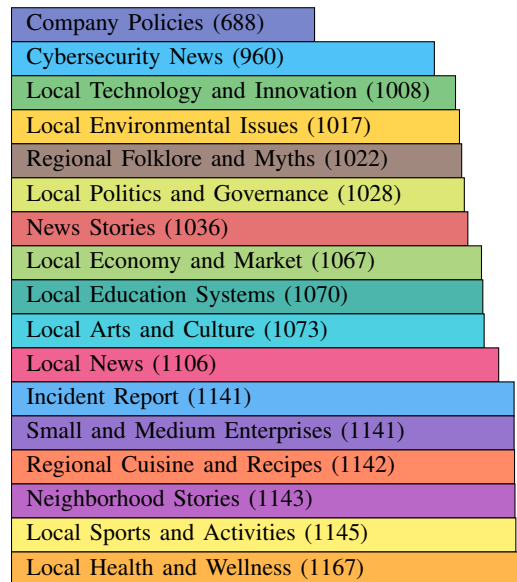 Company Policies (688)
Cybersecurity News (960)
Local Technology and Innovation (1008)
Local Environmental Issues (1017)
Regional Folklore and Myths (1022)
Local Politics and Governance (1028)
News Stories (1036)
Local Economy and Market (1067)
Local Education Systems (1070)
Local Arts and Culture (1073)
Local News (1106)
Incident Report (1141)
Small and Medium Enterprises (1141)
Regional Cuisine and Recipes (1142)
Neighborhood Stories (1143)
Local Sports and Activities (1145)
Local Health and Wellness (1167)